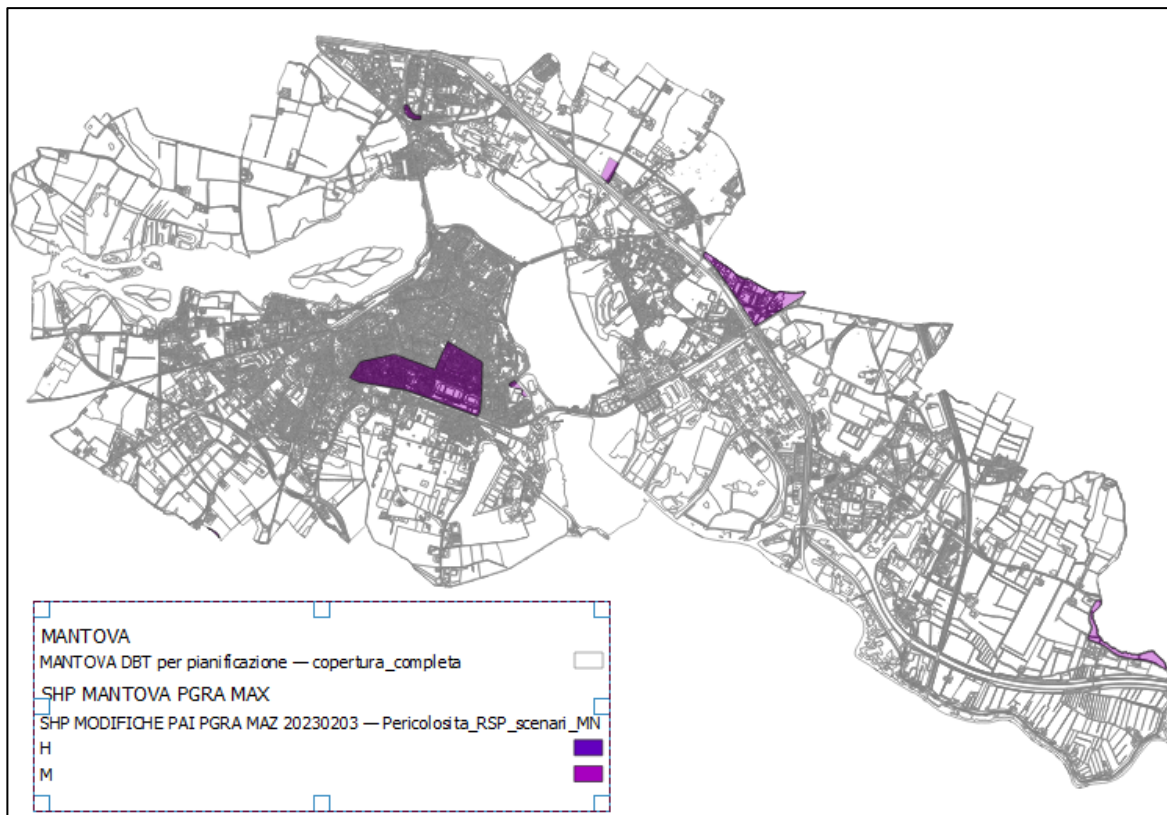 MANTOVA
MANTOVA DBT per pianificazione — copertura_completa
SHP MANTOVA PGRA MAX
SHP MODIFICHE PAI PGRA MAZ 20230203 — Pericolosita_RSP_scenari_MN
H
M